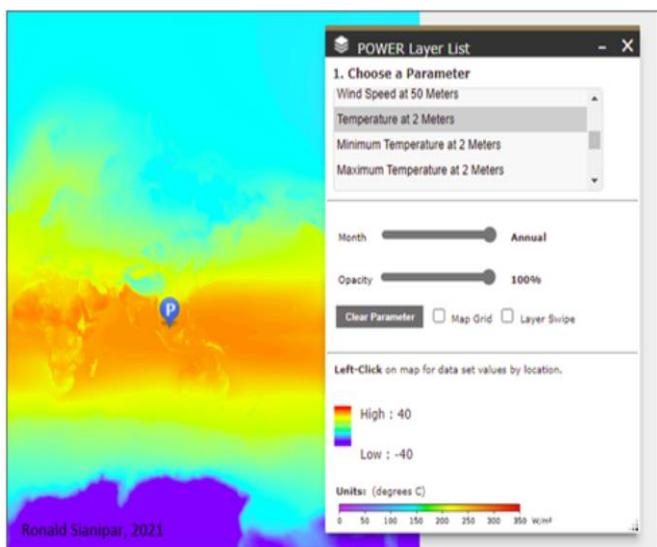 POWER Layer List
1. Choose a Parameter
Wind Speed at 50 Meters
Temperature at 2 Meters
Minimum Temperature at 2 Meters
Maximum Temperature at 2 Meters
Month Annual
Opacity 100%
Clear Parameter Map Grid Layer Swipe
Left-Click on map for data set values by location.
High : 40
Low : -40
Units: (degrees C)
0 50 100 150 200 250 300 350 W/m²
P
Ronald Sianipar, 2021